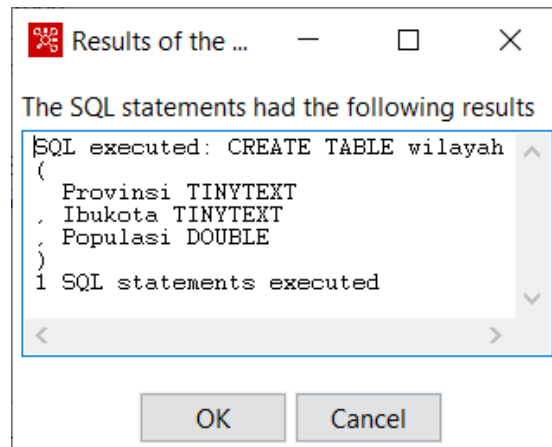 Results of the ...
The SQL statements had the following results
SQL executed: CREATE TABLE wilayah
(
  Provinsi TINYTEXT
, Ibukota TINYTEXT
, Populasi DOUBLE
)
1 SQL statements executed
OK
Cancel